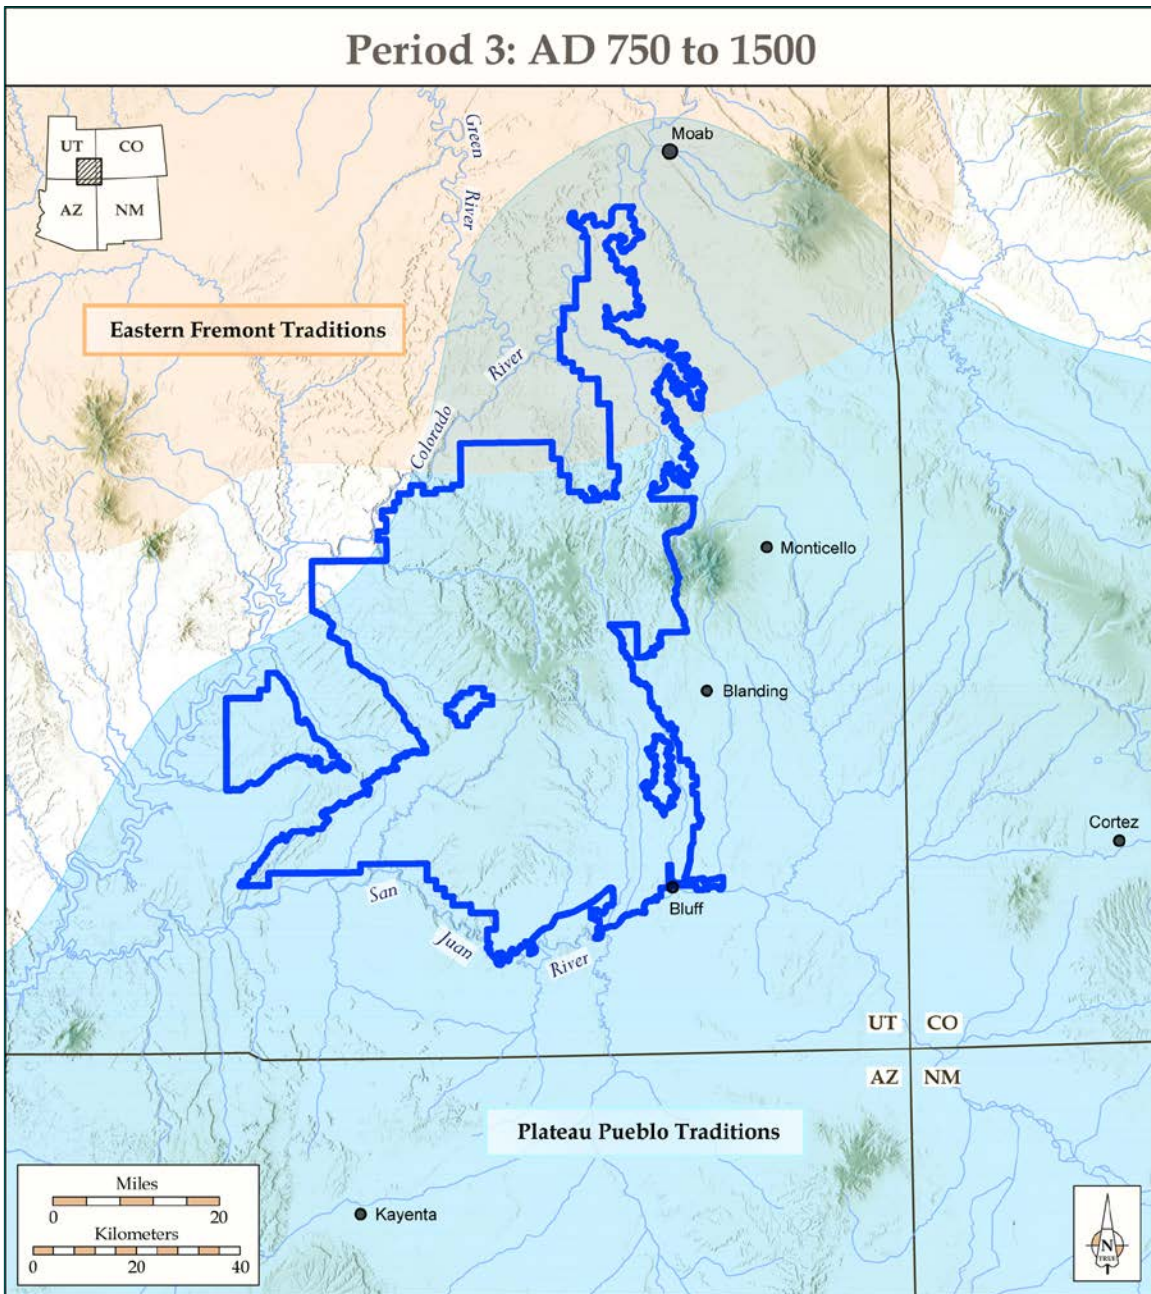 Period 3: AD 750 to 1500
UT
CO
AZ
NM
Green
River
Moab
Eastern Fremont Traditions
River
Colorado
Monticello
Blanding
Cortez
San
Juan
River
Bluff
UT
CO
AZ
NM
Plateau Pueblo Traditions
Miles
0
20
Kilometers
0
20
40
Kayenta
N